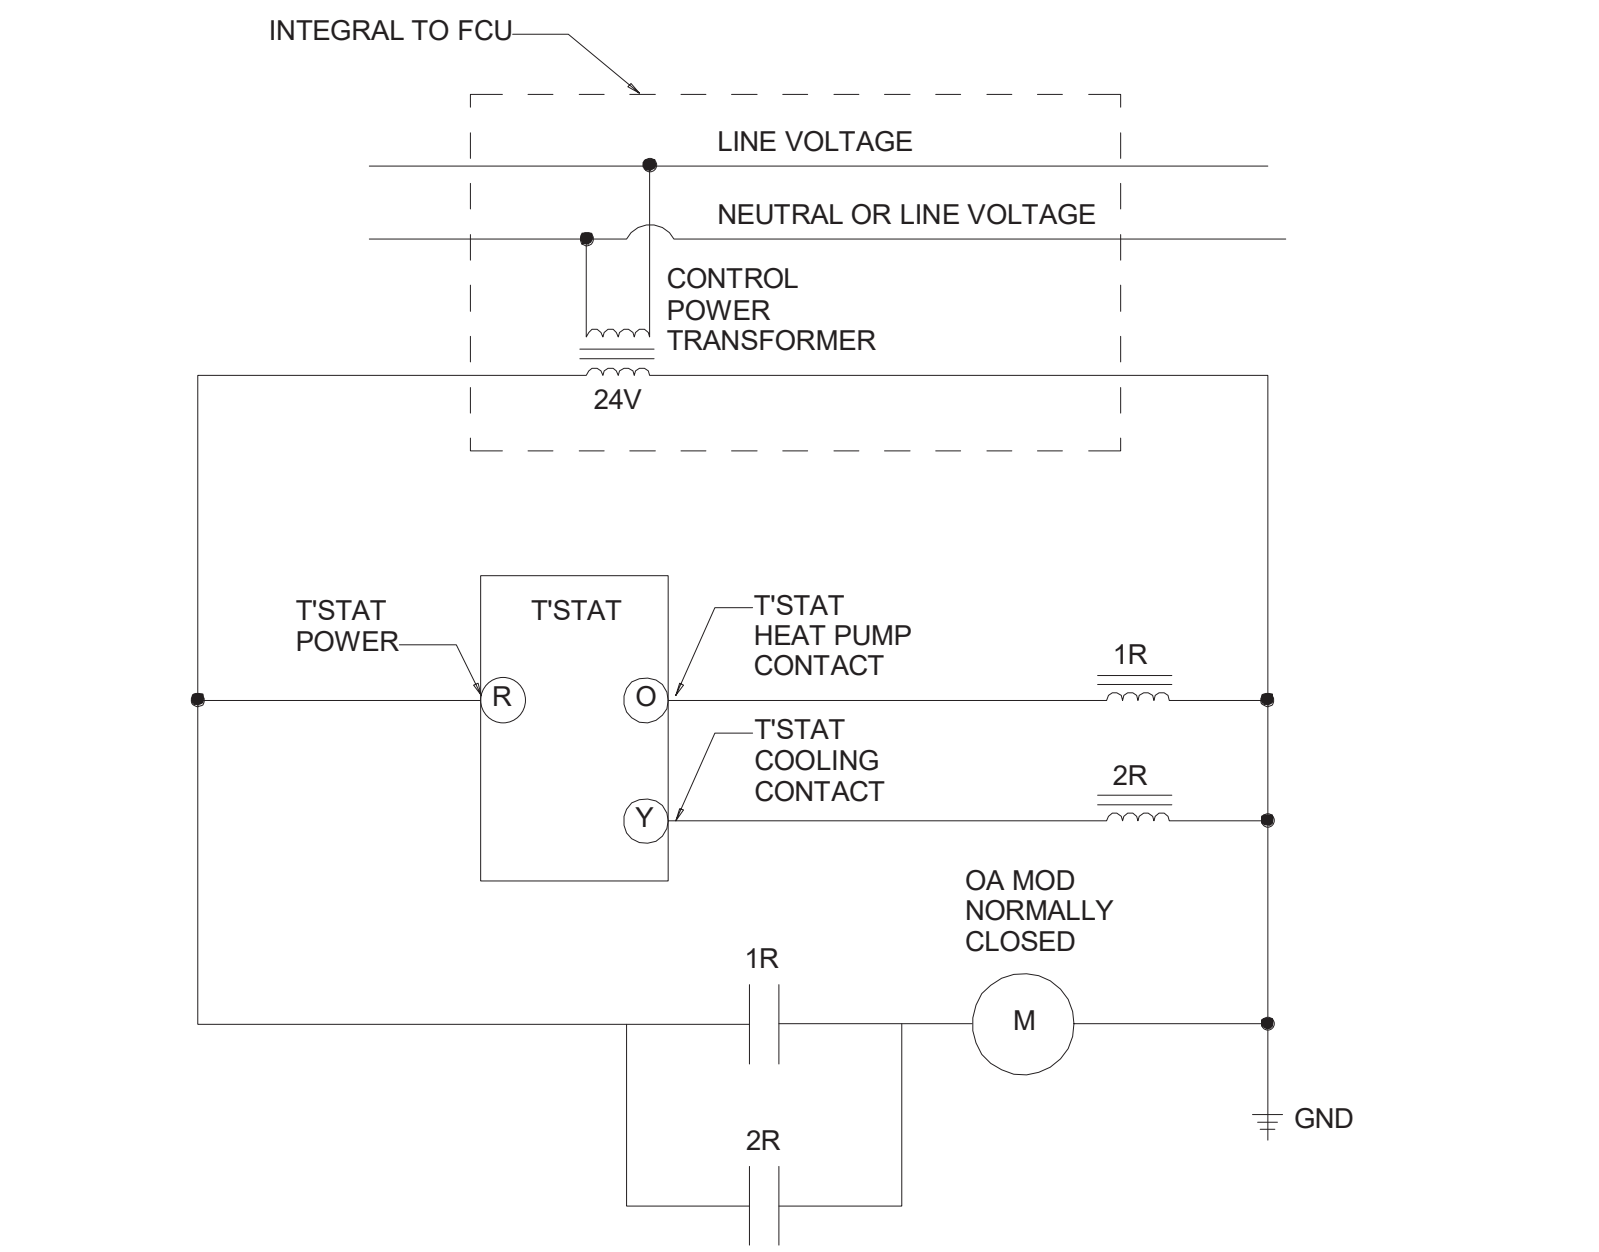 INTEGRAL TO FCU
LINE VOLTAGE
NEUTRAL OR LINE VOLTAGE
CONTROL
POWER
TRANSFORMER
24V
T'STAT
POWER
T'STAT
R
O
Y
T'STAT
HEAT PUMP
CONTACT
T'STAT
COOLING
CONTACT
1R
2R
OA MOD
NORMALLY
CLOSED
1R
M
2R
GND